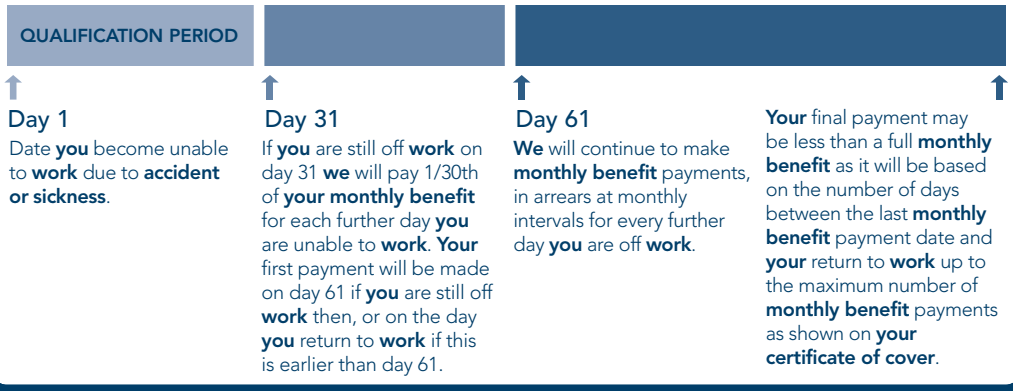 QUALIFICATION PERIOD
Day 1
Date you become unable
to work due to accident
or sickness.
Day 31
If you are still off work on
day 31 we will pay 1/30th
of your monthly benefit
for each further day you
are unable to work. Your
first payment will be made
on day 61 if you are still off
work then, or on the day
you return to work if this
is earlier than day 61.
Day 61
We will continue to make
monthly benefit payments,
in arrears at monthly
intervals for every further
day you are off work.
Your final payment may
be less than a full monthly
benefit as it will be based
on the number of days
between the last monthly
benefit payment date and
your return to work up to
the maximum number of
monthly benefit payments
as shown on your
certificate of cover.